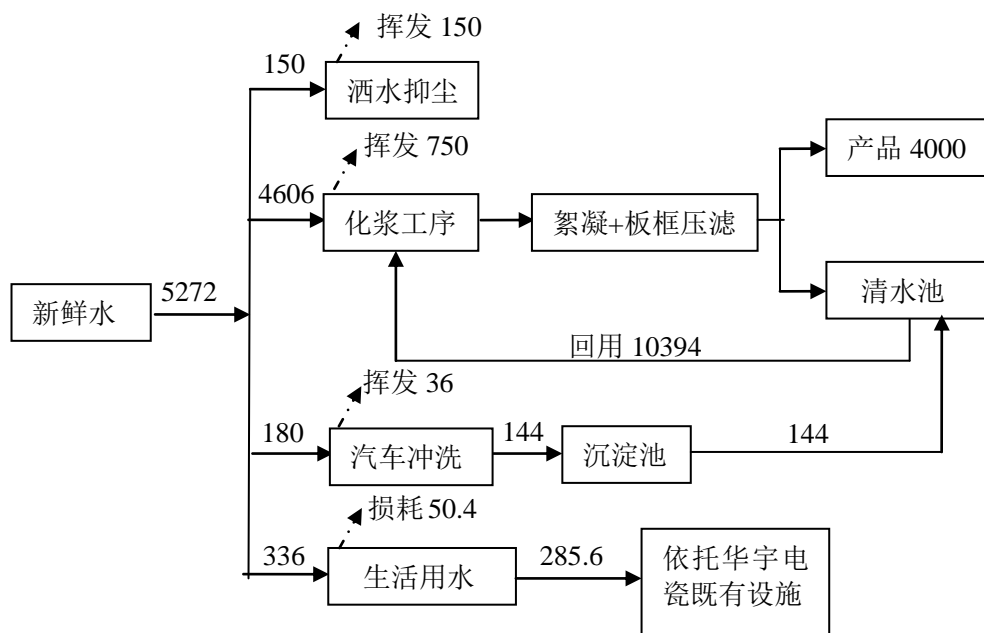 挥发 150
150
洒水抑尘
挥发 750
产品 4000
4606
化浆工序
絮凝+板框压滤
5272
新鲜水
清水池
回用 10394
挥发 36
180
汽车冲洗
144
沉淀池
144
损耗 50.4
336
生活用水
285.6
依托华宇电
瓷既有设施